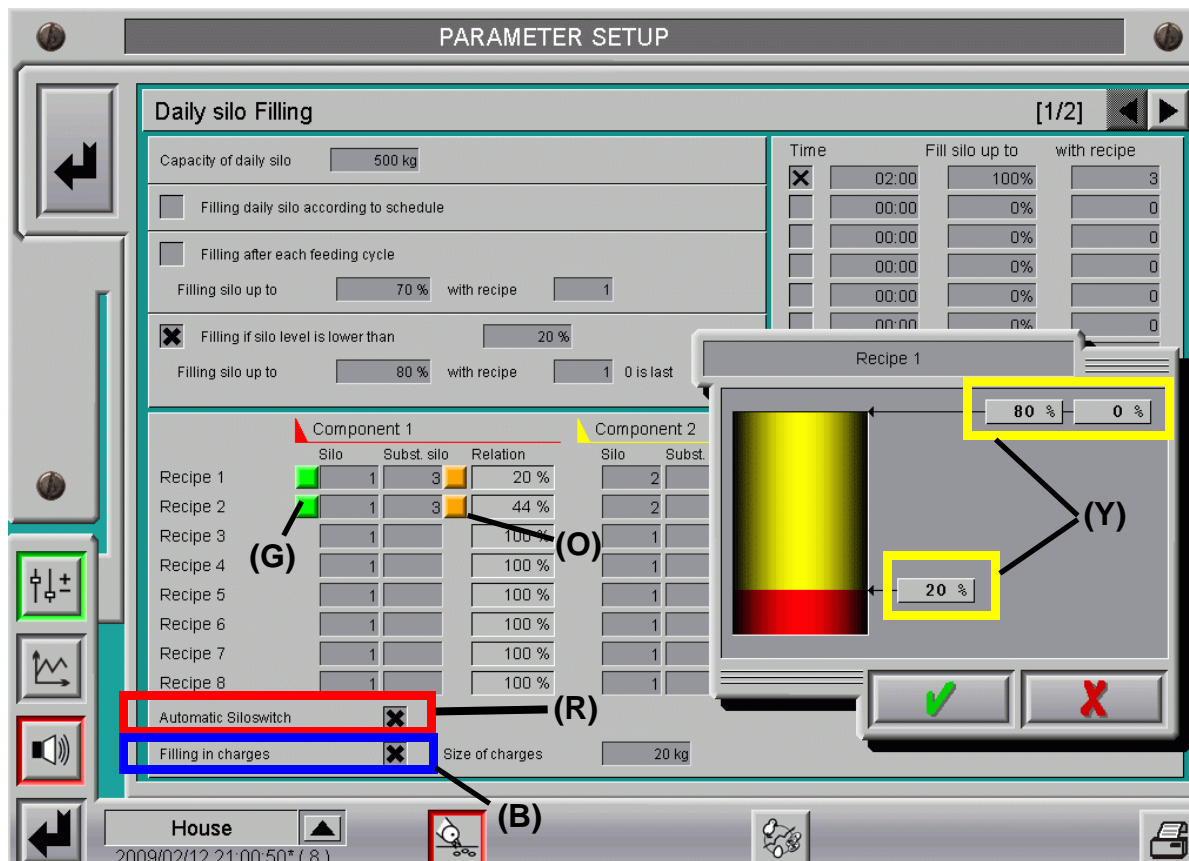 PARAMETER SETUP
Daily silo Filling [1/2]
Capacity of daily silo 500 kg
Filling daily silo according to schedule
Filling after each feeding cycle
Filling silo up to 70 % with recipe 1
Filling if silo level is lower than 20 %
Filling silo up to 80 % with recipe 1 0 is last
Time Fill silo up to with recipe
02:00 100% 3
00:00 0% 0
00:00 0% 0
00:00 0% 0
00:00 0% 0
00:00 0% 0
Component 1 Component 2
Silo Subst. silo Relation Silo Subst.
Recipe 1 1 3 20 % 2
Recipe 2 1 3 44 % 2
Recipe 3 1 100 % 1
Recipe 4 1 100 % 1
Recipe 5 1 100 % 1
Recipe 6 1 100 % 1
Recipe 7 1 100 % 1
Recipe 8 1 100 % 1
(G)
(O)
Automatic Siloswitch
(R)
Filling in charges Size of charges 20 kg
(B)
Recipe 1
80 % 0 %
(Y)
20 %
House
2009/02/12 21:00:50* ( 8 )